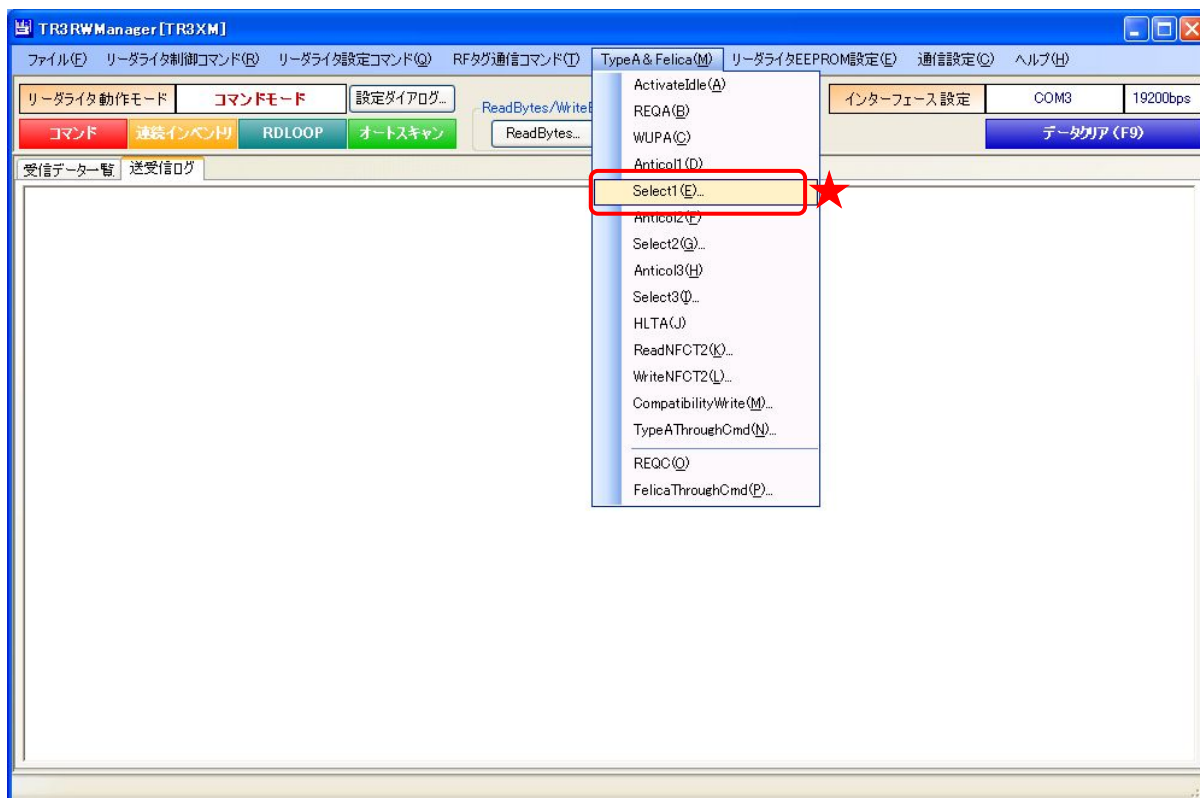 TR3RWManager[TR3XM]
ファイル(F) リーダライタ制御コマンド(R) リーダライタ設定コマンド(Q) RFタグ通信コマンド(T) TypeA & Felica(M) リーダライタEEPROM設定(E) 通信設定(C) ヘルプ(H)
リーダライタ動作モード コマンドモード 設定ダイアログ... インターフェース設定 COM3 19200bps
コマンド 連続インベントリ RDLOOP オートスキャン ReadBytes... データクリア (F9)
受信データ一覧 送受信ログ
ActivateIdle(A)
REQA(B)
WUPA(C)
Anticol1(D)
Select1(E)...
Anticol2(F)
Select2(G)...
Anticol3(H)
Select3(I)...
HLTA(J)
ReadNFCT2(K)...
WriteNFCT2(L)...
CompatibilityWrite(M)...
TypeAThroughCmd(N)...
REQC(O)
FelicaThroughCmd(P)...